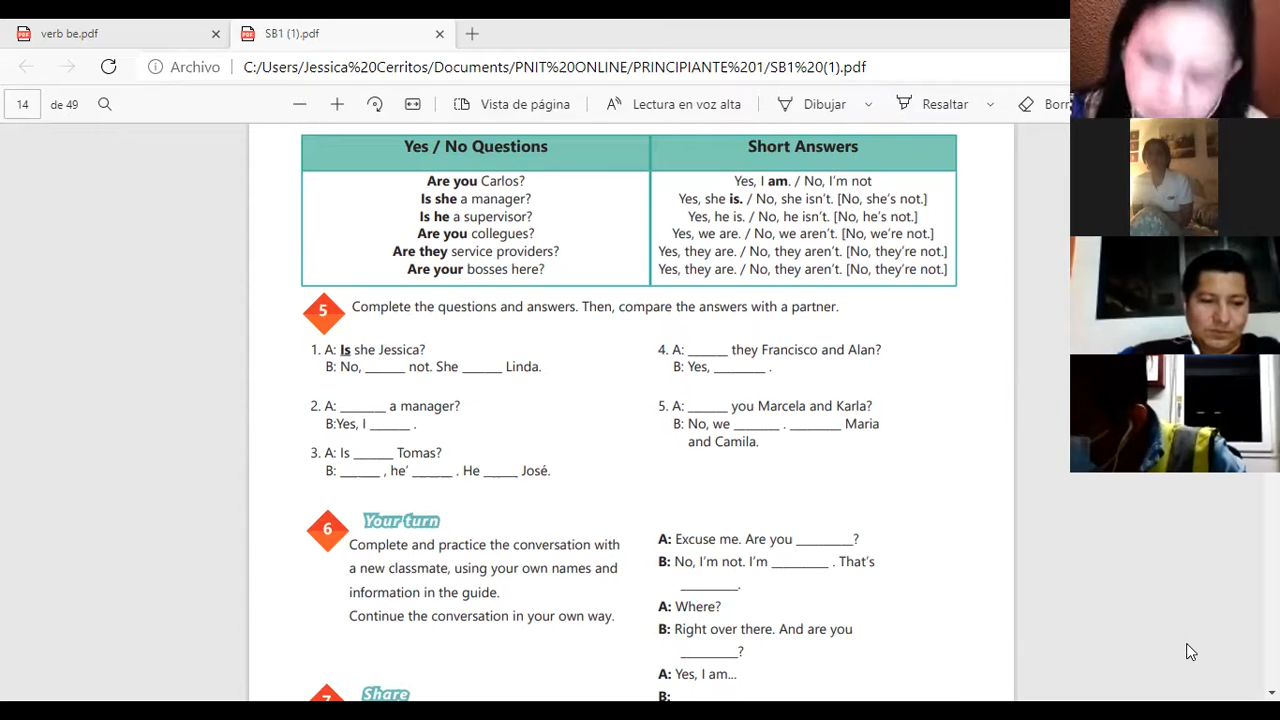 verb be.pdf
SB1 (1).pdf
Archivo
C:/Users/Jessica%20Cerritos/Documents/PNIT%20ONLINE/PRINCIPIANTE%201/SB1%20(1).pdf
14 de 49
Vista de página
Lectura en voz alta
Dibujar
Resaltar
Borr
Yes / No Questions
Short Answers
Are you Carlos?
Yes, I am. / No, I'm not
Is she a manager?
Yes, she is. / No, she isn't. [No, she's not.]
Is he a supervisor?
Yes, he is. / No, he isn't. [No, he's not.]
Are you collegues?
Yes, we are. / No, we aren't. [No, we're not.]
Are they service providers?
Yes, they are. / No, they aren't. [No, they're not.]
Are your bosses here?
Yes, they are. / No, they aren't. [No, they're not.]
5 Complete the questions and answers. Then, compare the answers with a partner.
1. A: Is she Jessica?
B: No, ______ not. She ______ Linda.
2. A: _______ a manager?
B:Yes, I ______ .
3. A: Is ______ Tomas?
B: ______ , he' ______ . He _____ José.
4. A: ______ they Francisco and Alan?
B: Yes, ________ .
5. A: ______ you Marcela and Karla?
B: No, we _______ . ________ Maria
and Camila.
6 Your turn
Complete and practice the conversation with
a new classmate, using your own names and
information in the guide.
Continue the conversation in your own way.
A: Excuse me. Are you _________?
B: No, I'm not. I'm _________ . That's
_________.
A: Where?
B: Right over there. And are you
_________?
A: Yes, I am...
B:
7 Share